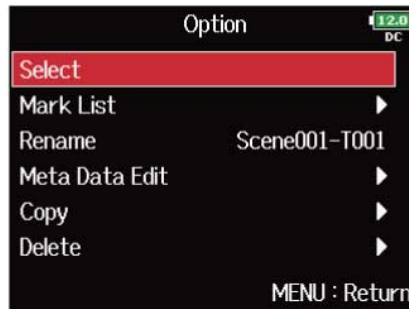 Option
12.0
DC
Select
Mark List
Rename Scene001-T001
Meta Data Edit
Copy
Delete
MENU : Return